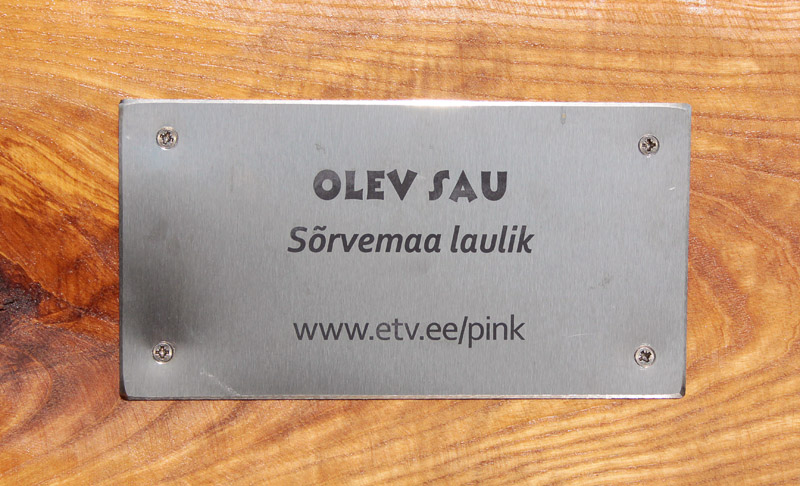 OLEV SAU
Sõrvemaa laulik
www.etv.ee/pink